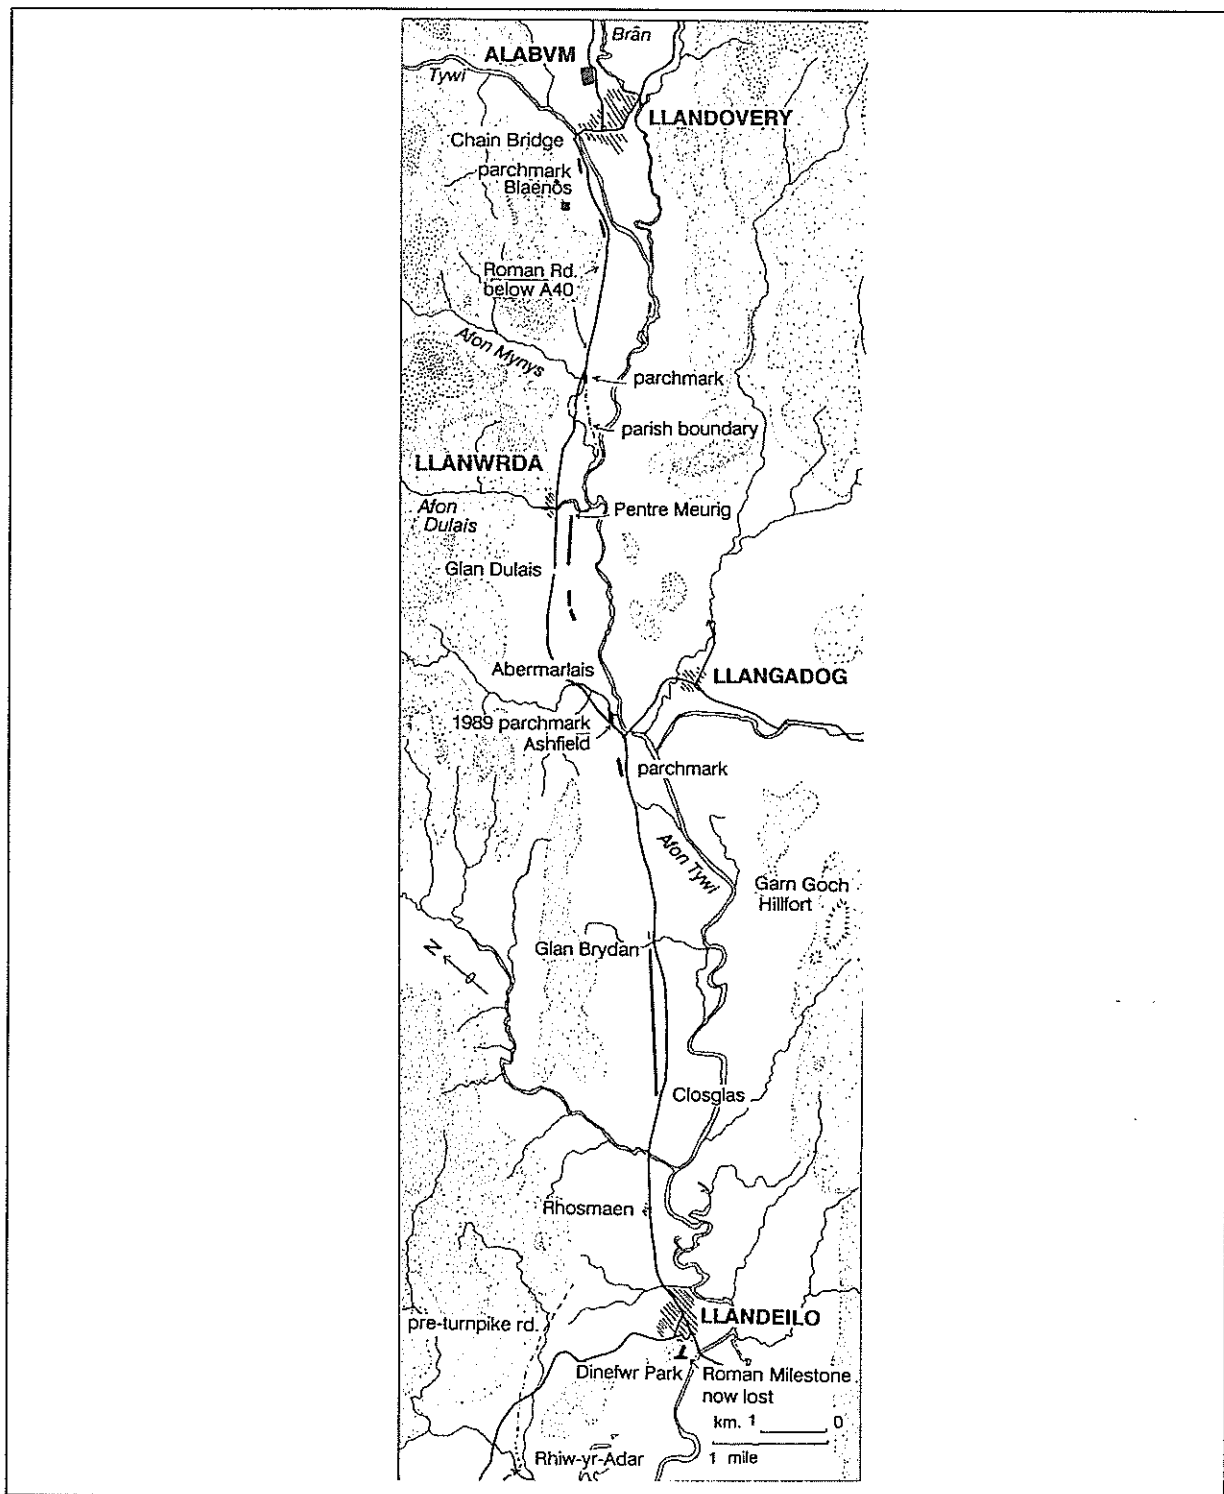 Brân
ALABVM
Tywi
LLANDOVERY
Chain Bridge
parchmark
Blaenos
Roman Rd.
below A40
Afon Mynys
parchmark
parish boundary
LLANWRDA
Afon
Dulais
Pentre Meurig
Glan Dulais
Abermarlais
LLANGADOG
1989 parchmark
Ashfield
parchmark
Afon Tywi
Garn Goch
Hillfort
Glan Brydan
N
Closglas
Rhosmaen
pre-turnpike rd.
LLANDEILO
Dinefwr Park
Roman Milestone
now lost
km. 1 0
1 mile
Rhiw-yr-Adar